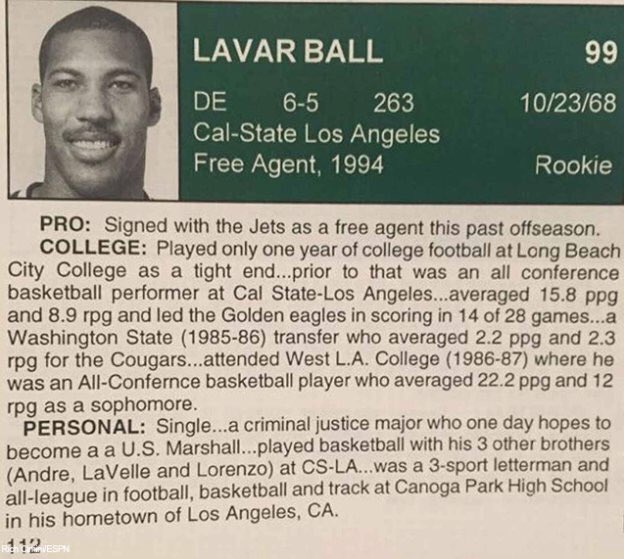 LAVAR BALL 99
DE 6-5 263 10/23/68
Cal-State Los Angeles
Free Agent, 1994 Rookie
PRO: Signed with the Jets as a free agent this past offseason.
COLLEGE: Played only one year of college football at Long Beach
City College as a tight end...prior to that was an all conference
basketball performer at Cal State-Los Angeles...averaged 15.8 ppg
and 8.9 rpg and led the Golden eagles in scoring in 14 of 28 games...a
Washington State (1985-86) transfer who averaged 2.2 ppg and 2.3
rpg for the Cougars...attended West L.A. College (1986-87) where he
was an All-Confernce basketball player who averaged 22.2 ppg and 12
rpg as a sophomore.
PERSONAL: Single...a criminal justice major who one day hopes to
become a a U.S. Marshall...played basketball with his 3 other brothers
(Andre, LaVelle and Lorenzo) at CS-LA...was a 3-sport letterman and
all-league in football, basketball and track at Canoga Park High School
in his hometown of Los Angeles, CA.
112
Rich /ESPN